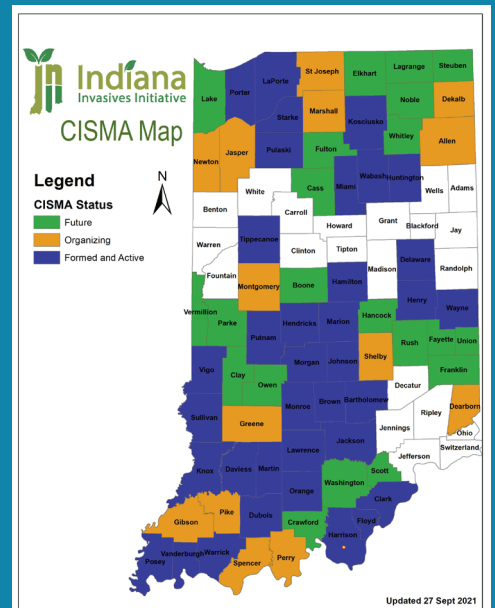 Indiana
Invasives Initiative
CISMA Map
Legend
CISMA Status
Future
Organizing
Formed and Active
N
Lake
Porter
LaPorte
St Joseph
Elkhart
Lagrange
Steuben
Noble
Dekalb
Starke
Marshall
Kosciusko
Whitley
Allen
Newton
Jasper
Pulaski
Fulton
Cass
Miami
Wabash
Huntington
Wells
Adams
White
Benton
Carroll
Howard
Grant
Blackford
Jay
Warren
Tippecanoe
Clinton
Tipton
Madison
Delaware
Randolph
Fountain
Montgomery
Boone
Hamilton
Henry
Wayne
Vermillion
Parke
Putnam
Hendricks
Marion
Hancock
Rush
Fayette
Union
Vigo
Clay
Owen
Morgan
Johnson
Shelby
Franklin
Decatur
Sullivan
Greene
Monroe
Brown
Bartholomew
Ripley
Dearborn
Ohio
Jennings
Switzerland
Jefferson
Knox
Daviess
Martin
Lawrence
Jackson
Scott
Washington
Orange
Clark
Gibson
Pike
Dubois
Crawford
Floyd
Harrison
Posey
Vanderburgh
Warrick
Spencer
Perry
Updated 27 Sept 2021